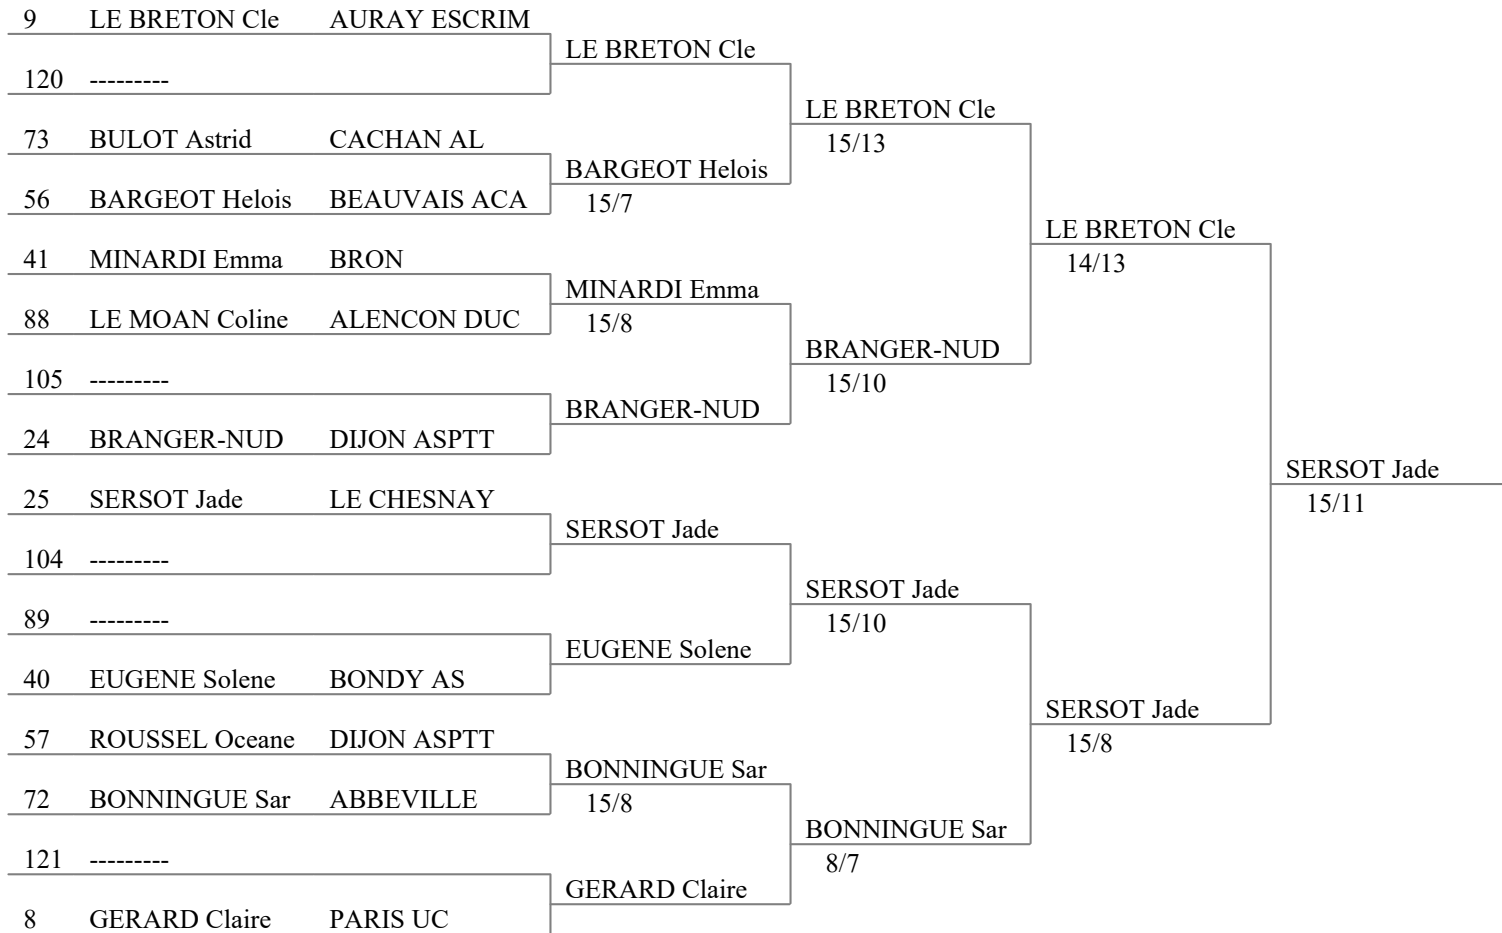 9 LE BRETON Cle AURAY ESCRIM
LE BRETON Cle
120 ---------
LE BRETON Cle
73 BULOT Astrid CACHAN AL
15/13
BARGEOT Helois
56 BARGEOT Helois BEAUVAIS ACA
15/7
LE BRETON Cle
41 MINARDI Emma BRON
14/13
MINARDI Emma
88 LE MOAN Coline ALENCON DUC
15/8
BRANGER-NUD
105 ---------
15/10
BRANGER-NUD
24 BRANGER-NUD DIJON ASPTT
SERSOT Jade
25 SERSOT Jade LE CHESNAY
15/11
SERSOT Jade
104 ---------
SERSOT Jade
89 ---------
15/10
EUGENE Solene
40 EUGENE Solene BONDY AS
SERSOT Jade
57 ROUSSEL Oceane DIJON ASPTT
15/8
BONNINGUE Sar
72 BONNINGUE Sar ABBEVILLE
15/8
BONNINGUE Sar
121 ---------
8/7
GERARD Claire
8 GERARD Claire PARIS UC